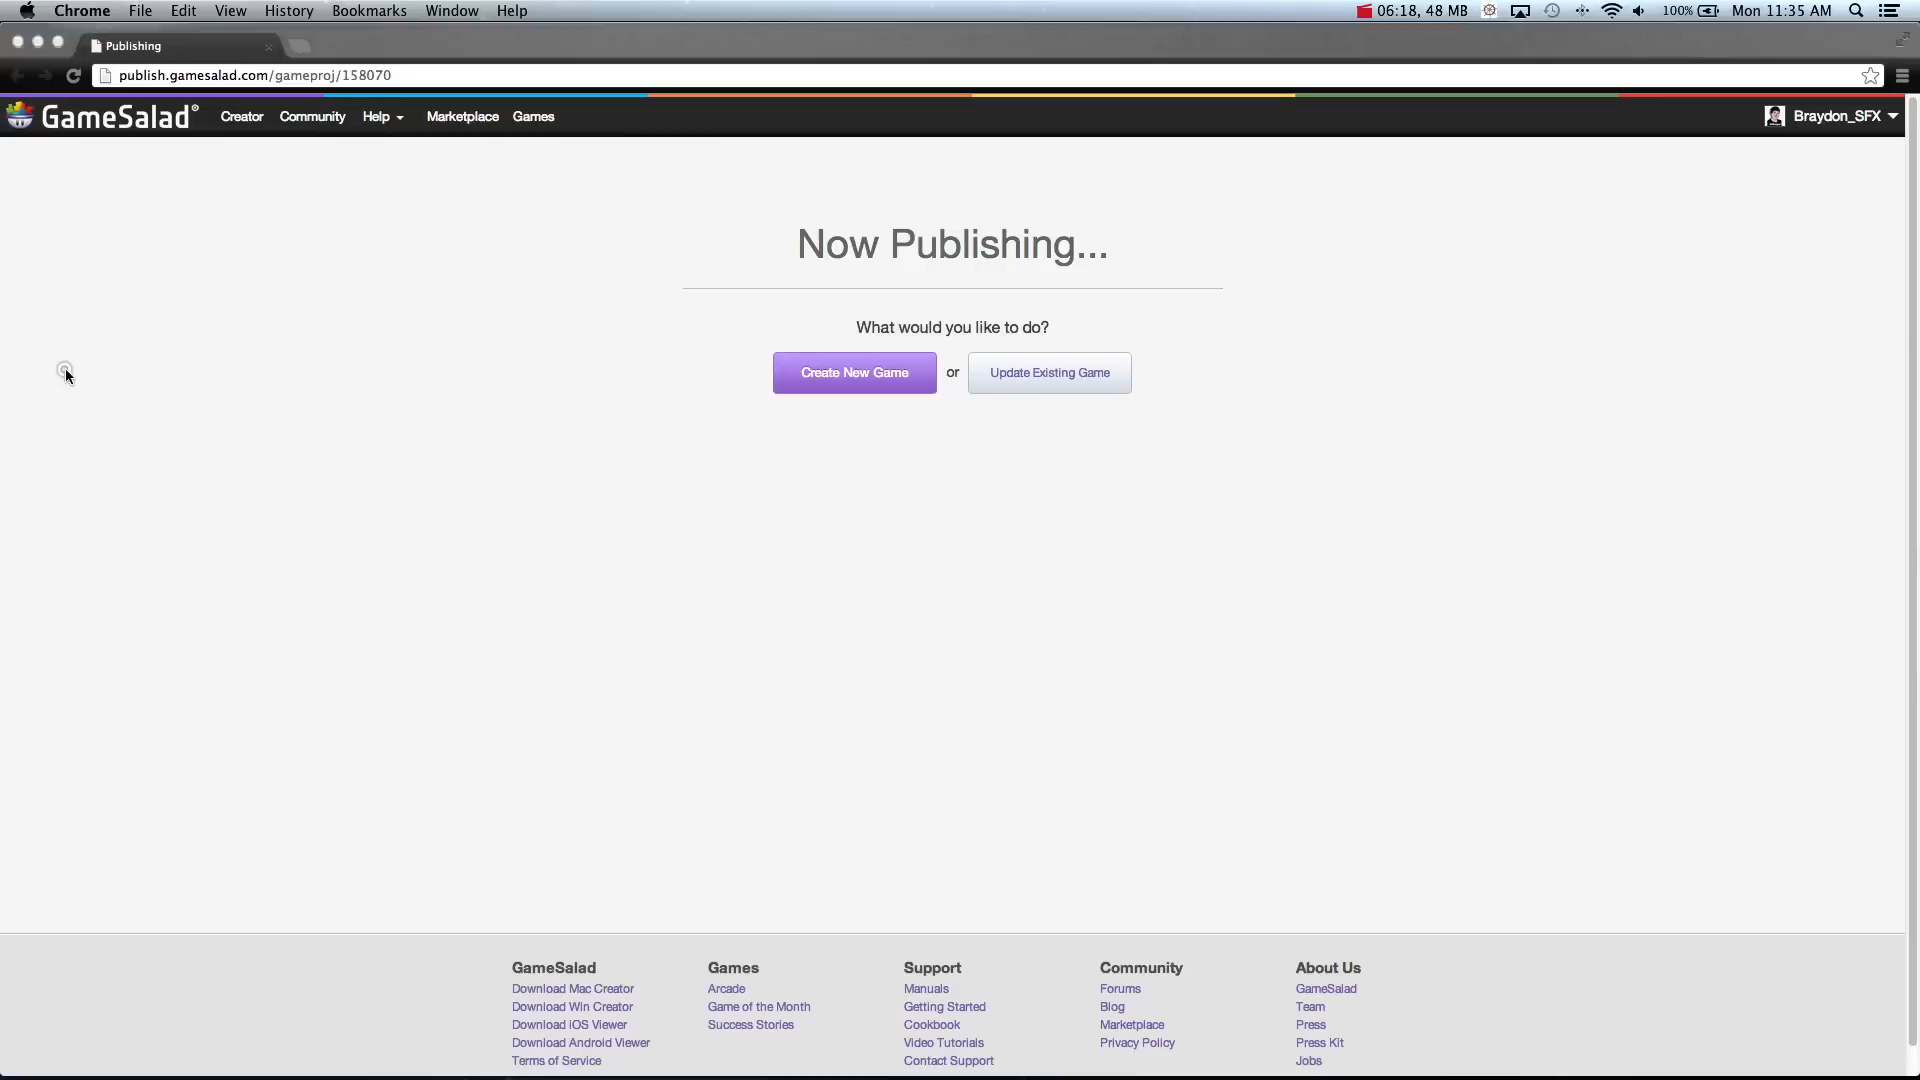 Chrome File Edit View History Bookmarks Window Help 06:18, 48 MB 100% Mon 11:35 AM
Publishing
publish.gamesalad.com/gameproj/158070
GameSalad® Creator Community Help Marketplace Games Braydon_SFX
Now Publishing...
What would you like to do?
Create New Game or Update Existing Game
GameSalad Games Support Community About Us
Download Mac Creator Arcade Manuals Forums GameSalad
Download Win Creator Game of the Month Getting Started Blog Team
Download iOS Viewer Success Stories Cookbook Marketplace Press
Download Android Viewer Video Tutorials Privacy Policy Press Kit
Terms of Service Contact Support Jobs